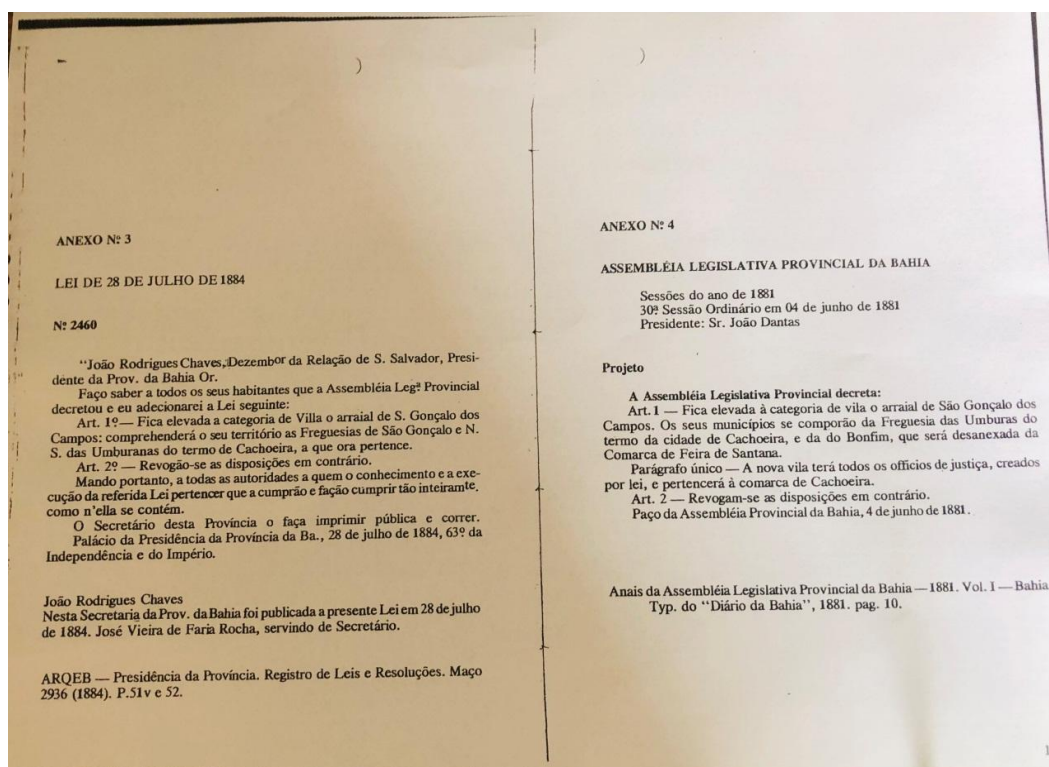 ANEXO Nº 3
LEI DE 28 DE JULHO DE 1884
Nº 2460
"João Rodrigues Chaves, Dezembor da Relação de S. Salvador, Presi-
dente da Prov. da Bahia Or.
Faço saber a todos os seus habitantes que a Assembléia Legª Provincial
decretou e eu adecionarei a Lei seguinte:
Art. 1º— Fica elevada a categoria de Villa o arraial de S. Gonçalo dos
Campos: comprehenderá o seu território as Freguesias de São Gonçalo e N.
S. das Umburanas do termo de Cachoeira, a que ora pertence.
Art. 2º — Revogão-se as disposições em contrário.
Mando portanto, a todas as autoridades a quem o conhecimento e a exe-
cução da referida Lei pertencer que a cumprão e fação cumprir tão inteiramte.
como n'ella se contém.
O Secretário desta Província o faça imprimir pública e correr.
Palácio da Presidência da Província da Ba., 28 de julho de 1884, 63º da
Independência e do Império.
João Rodrigues Chaves
Nesta Secretaria da Prov. da Bahia foi publicada a presente Lei em 28 de julho
de 1884. José Vieira de Faria Rocha, servindo de Secretário.
ARQEB — Presidência da Província. Registro de Leis e Resoluções. Maço
2936 (1884). P.51v e 52.
ANEXO Nº 4
ASSEMBLÉIA LEGISLATIVA PROVINCIAL DA BAHIA
Sessões do ano de 1881
30ª Sessão Ordinário em 04 de junho de 1881
Presidente: Sr. João Dantas
Projeto
A Assembléia Legislativa Provincial decreta:
Art. 1 — Fica elevada à categoria de vila o arraial de São Gonçalo dos
Campos. Os seus municípios se comporão da Freguesia das Umburas do
termo da cidade de Cachoeira, e da do Bonfim, que será desanexada da
Comarca de Feira de Santana.
Parágrafo único — A nova vila terá todos os officios de justiça, creados
por lei, e pertencerá à comarca de Cachoeira.
Art. 2 — Revogam-se as disposições em contrário.
Paço da Assembléia Provincial da Bahia, 4 de junho de 1881.
Anais da Assembléia Legislativa Provincial da Bahia — 1881. Vol. I — Bahia
Typ. do "Diário da Bahia", 1881. pag. 10.